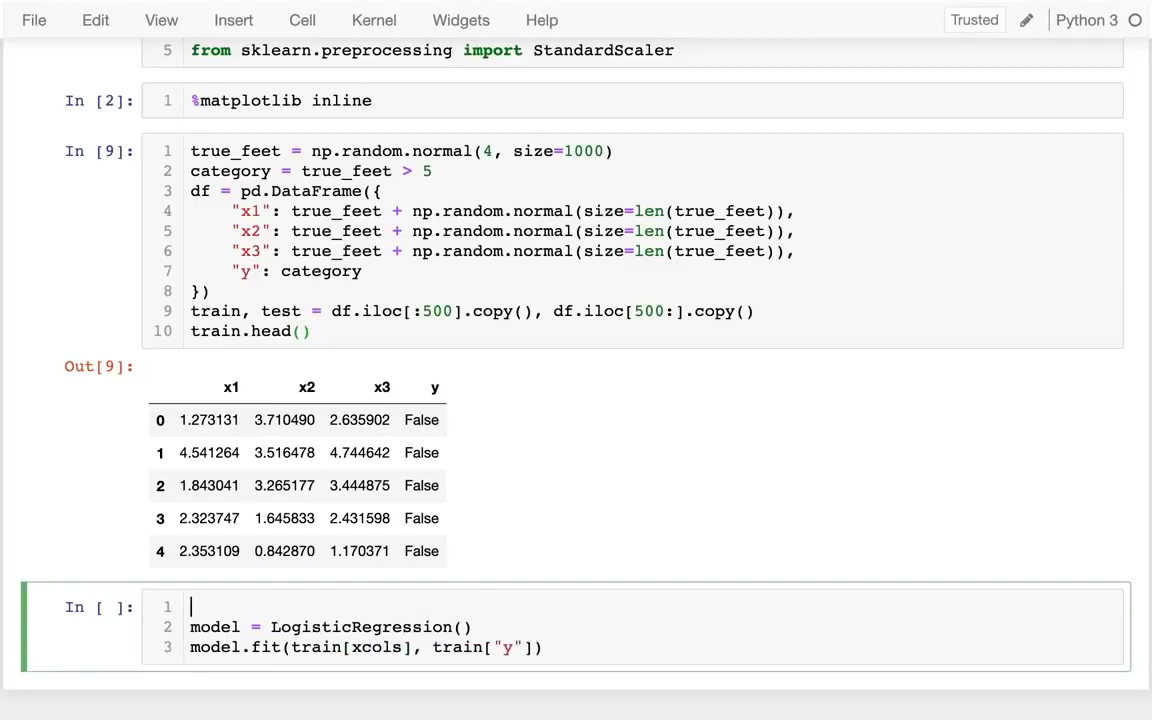 File Edit View Insert Cell Kernel Widgets Help Trusted Python 3
5 from sklearn.preprocessing import StandardScaler
In [2]: 1 %matplotlib inline
In [9]: 1 true_feet = np.random.normal(4, size=1000)
2 category = true_feet > 5
3 df = pd.DataFrame({
4 "x1": true_feet + np.random.normal(size=len(true_feet)),
5 "x2": true_feet + np.random.normal(size=len(true_feet)),
6 "x3": true_feet + np.random.normal(size=len(true_feet)),
7 "y": category
8 })
9 train, test = df.iloc[:500].copy(), df.iloc[500:].copy()
10 train.head()
Out[9]:
x1 x2 x3 y
0 1.273131 3.710490 2.635902 False
1 4.541264 3.516478 4.744642 False
2 1.843041 3.265177 3.444875 False
3 2.323747 1.645833 2.431598 False
4 2.353109 0.842870 1.170371 False
In [ ]: 1
2 model = LogisticRegression()
3 model.fit(train[xcols], train["y"])